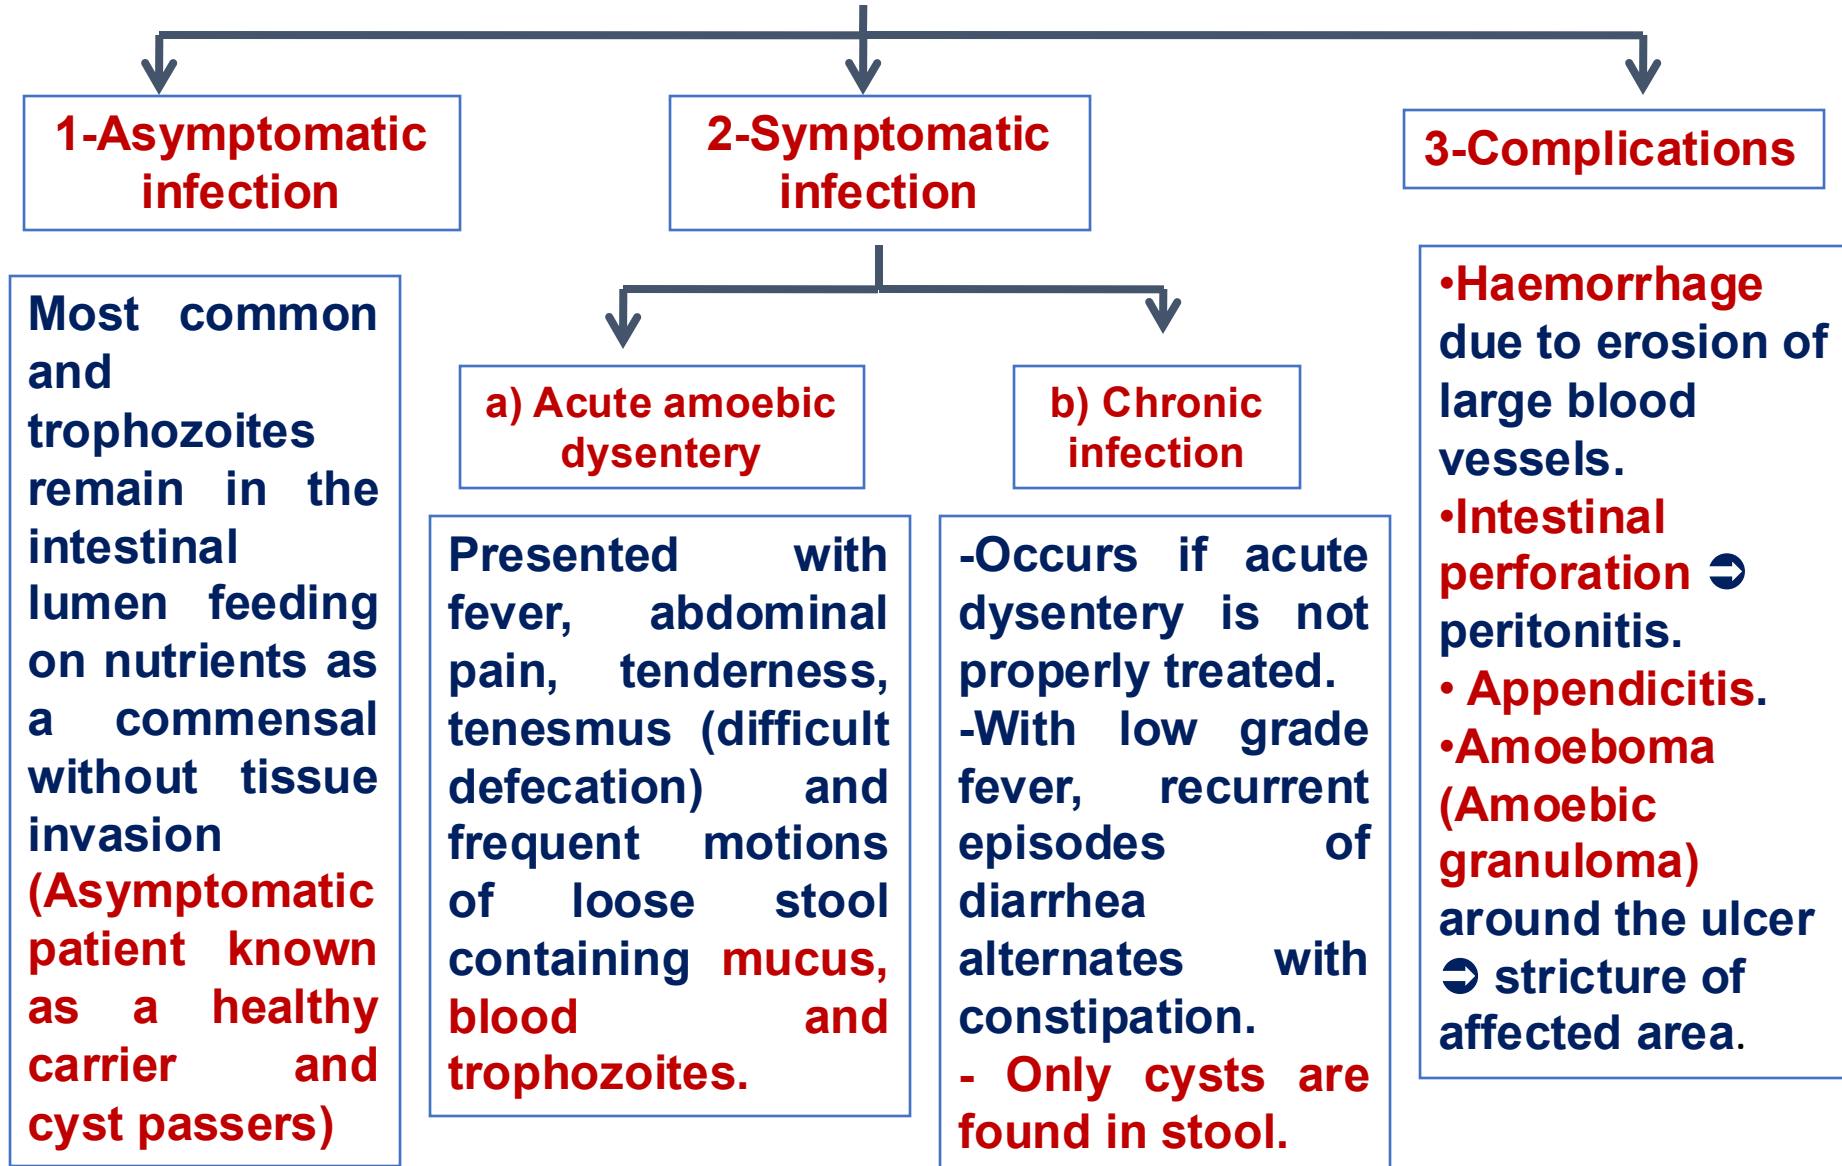 1-Asymptomatic
infection
2-Symptomatic
infection
3-Complications
Most common
and
trophozoites
remain in the
intestinal
lumen feeding
on nutrients as
a commensal
without tissue
invasion
(Asymptomatic
patient known
as a healthy
carrier and
cyst passers)
a) Acute amoebic
dysentery
Presented with
fever, abdominal
pain, tenderness,
tenesmus (difficult
defecation) and
frequent motions
of loose stool
containing mucus,
blood and
trophozoites.
b) Chronic
infection
-Occurs if acute
dysentery is not
properly treated.
-With low grade
fever, recurrent
episodes of
diarrhea
alternates with
constipation.
- Only cysts are
found in stool.
•Haemorrhage
due to erosion of
large blood
vessels.
•Intestinal
perforation ➲
peritonitis.
• Appendicitis.
•Amoeboma
(Amoebic
granuloma)
around the ulcer
➲ stricture of
affected area.